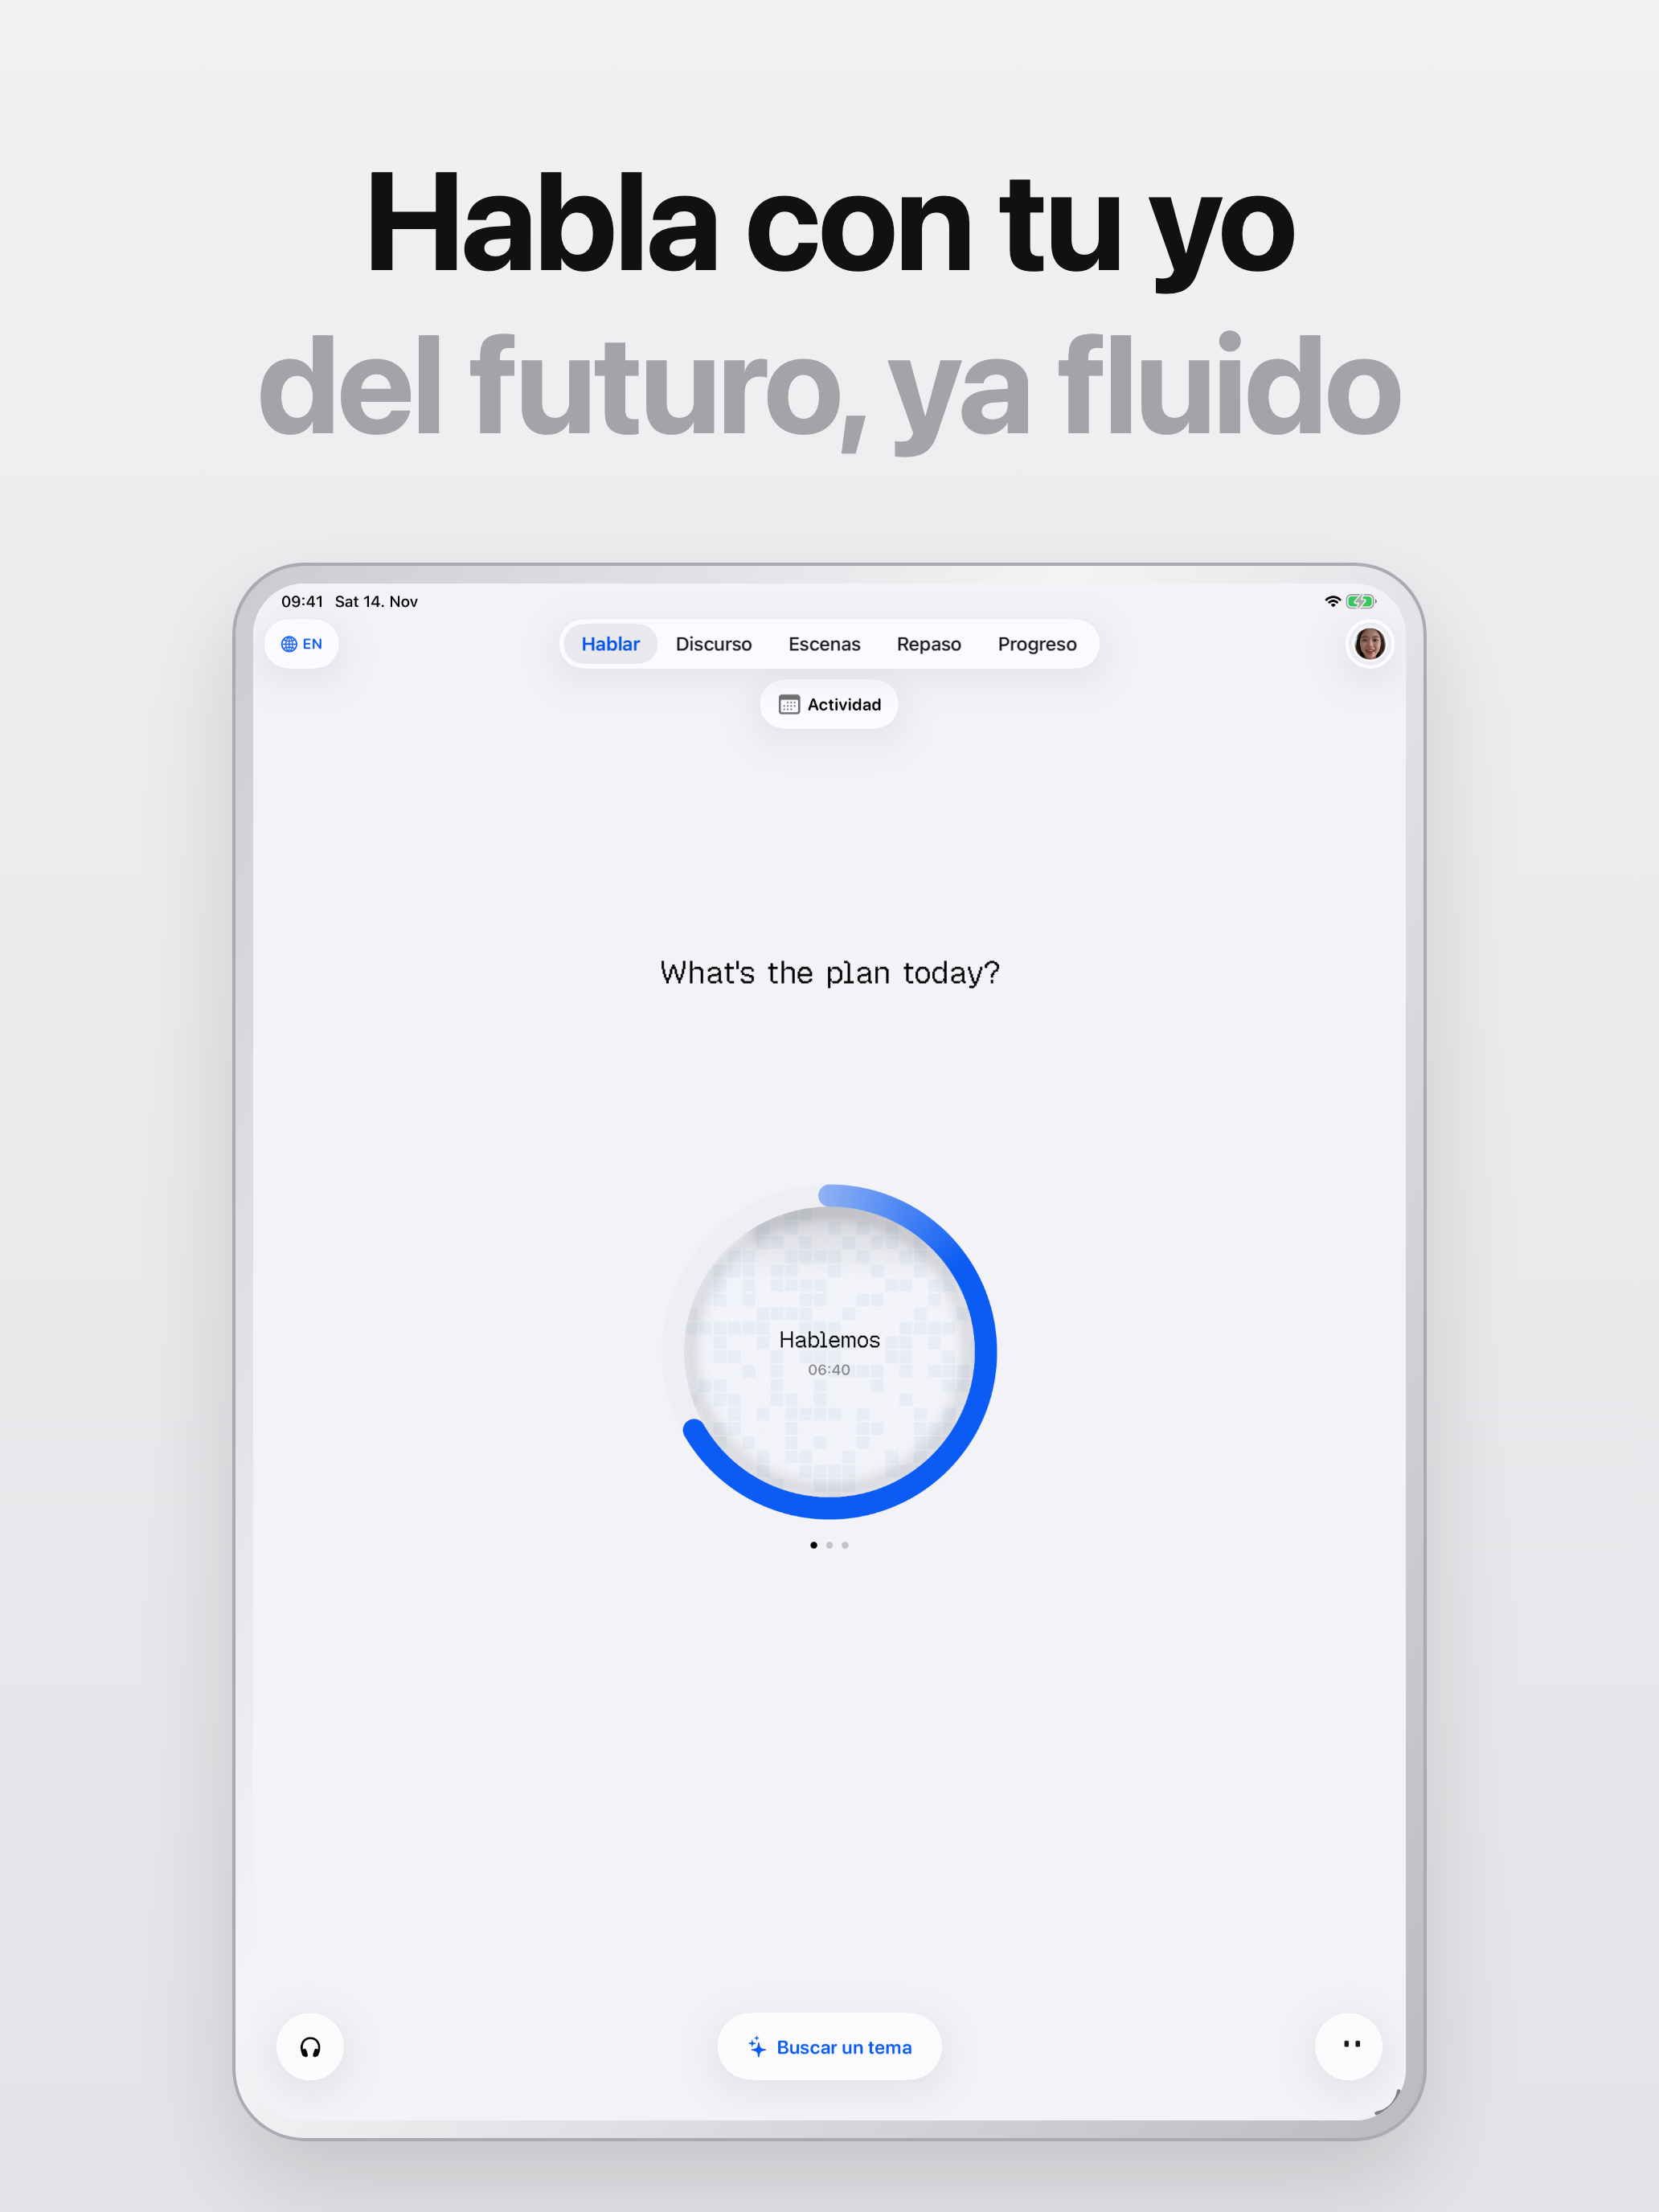 Habla con tu yo
del futuro, ya fluido
09:41 Sat 14. Nov
EN
Hablar Discurso Escenas Repaso Progreso
Actividad
What's the plan today?
Hablemos
06:40
Buscar un tema